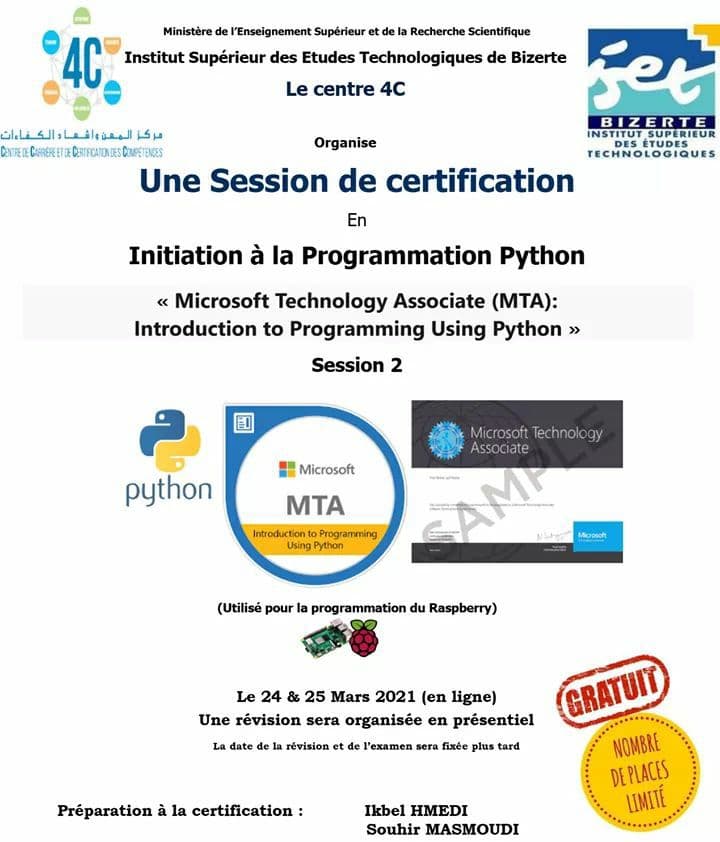 Ministère de l'Enseignement Supérieur et de la Recherche Scientifique
Institut Supérieur des Etudes Technologiques de Bizerte
Le centre 4C
4C
مركز المهن وإشهاد الكفاءات
CENTRE DE CARRIÈRE ET DE CERTIFICATION DES COMPÉTENCES
iset
BIZERTE
INSTITUT SUPÉRIEUR
DES ÉTUDES
TECHNOLOGIQUES
Organise
Une Session de certification
En
Initiation à la Programmation Python
« Microsoft Technology Associate (MTA):
Introduction to Programming Using Python »
Session 2
python
Microsoft
MTA
Introduction to Programming
Using Python
Microsoft Technology
Associate
SAMPLE
Microsoft
(Utilisé pour la programmation du Raspberry)
Le 24 & 25 Mars 2021 (en ligne)
Une révision sera organisée en présentiel
La date de la révision et de l'examen sera fixée plus tard
GRATUIT
NOMBRE
DE PLACES
LIMITÉ
Préparation à la certification : Ikbel HMEDI
Souhir MASMOUDI